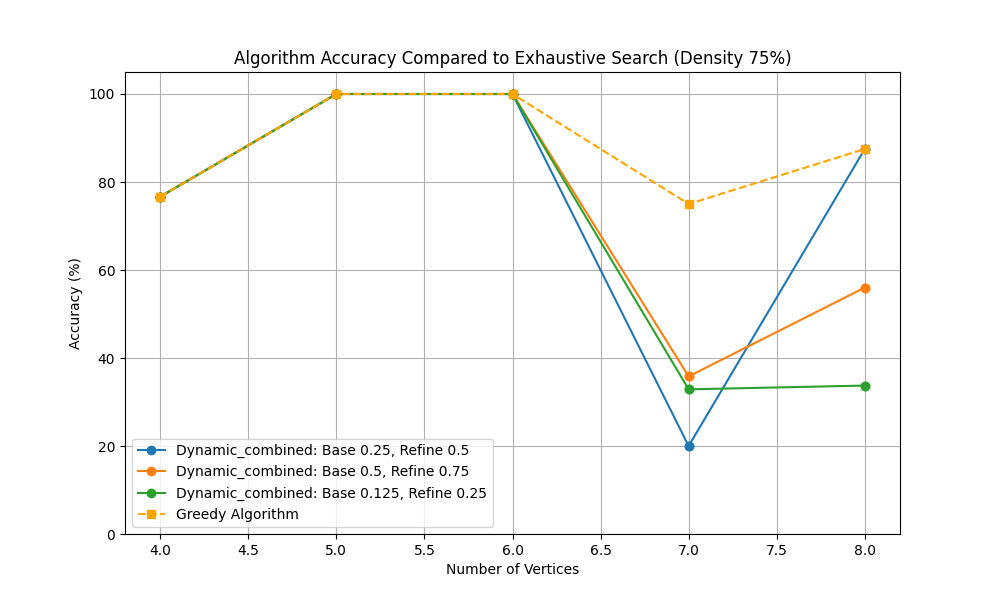 Algorithm Accuracy Compared to Exhaustive Search (Density 75%)
Accuracy (%)
100
80
60
40
20
0
Dynamic_combined: Base 0.25, Refine 0.5
Dynamic_combined: Base 0.5, Refine 0.75
Dynamic_combined: Base 0.125, Refine 0.25
Greedy Algorithm
4.0 4.5 5.0 5.5 6.0 6.5 7.0 7.5 8.0
Number of Vertices